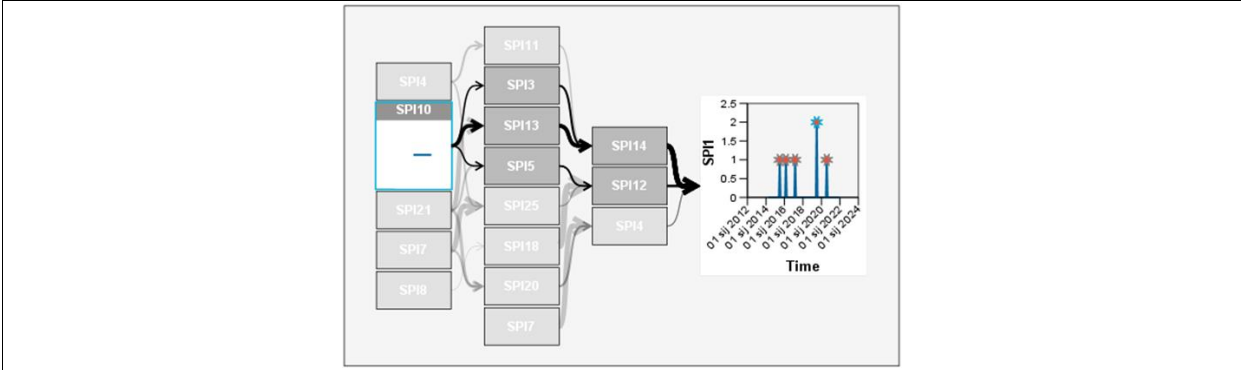 SPI4
SPI10
SPI21
SPI7
SPI8
SPI11
SPI3
SPI13
SPI5
SPI25
SPI18
SPI20
SPI7
SPI14
SPI12
SPI4
SPI1
2.5
2
1.5
1
0.5
0
01 sij 2012
01 sij 2014
01 sij 2016
01 sij 2018
01 sij 2020
01 sij 2022
01 sij 2024
Time